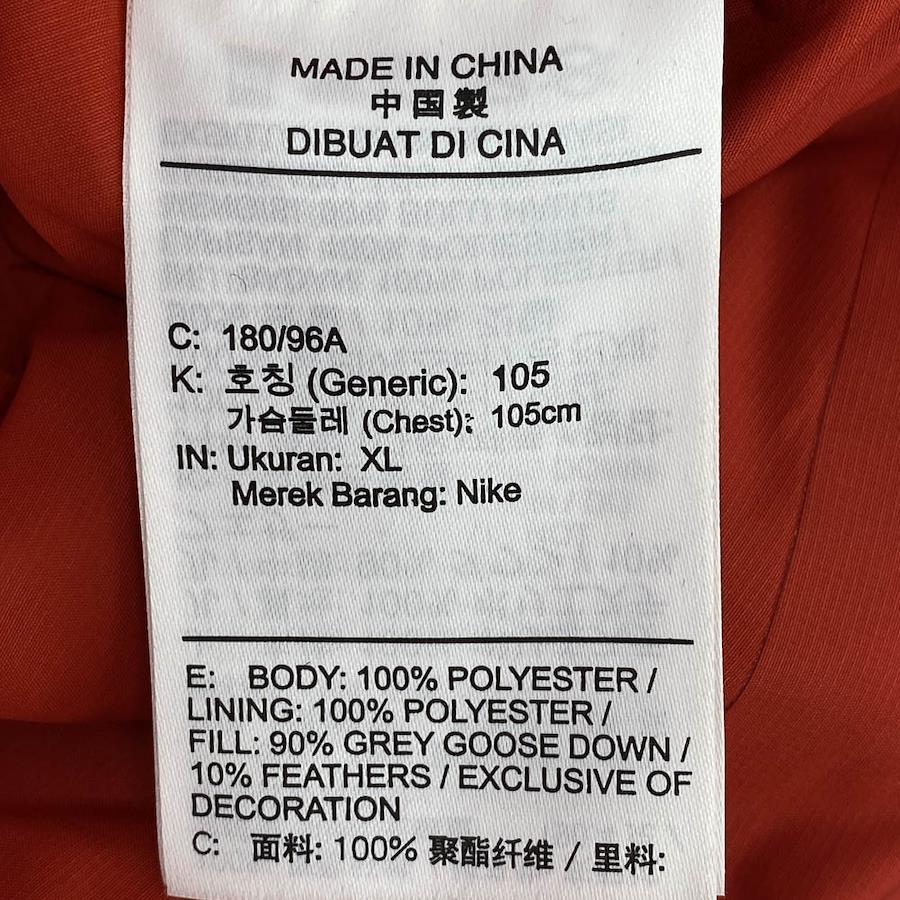 MADE IN CHINA
中国製
DIBUAT DI CINA
C: 180/96A
K: 호칭 (Generic): 105
가슴둘레 (Chest): 105cm
IN: Ukuran: XL
Merek Barang: Nike
E: BODY: 100% POLYESTER /
LINING: 100% POLYESTER /
FILL: 90% GREY GOOSE DOWN /
10% FEATHERS / EXCLUSIVE OF
DECORATION
C: 面料: 100% 聚酯纤维 / 里料: